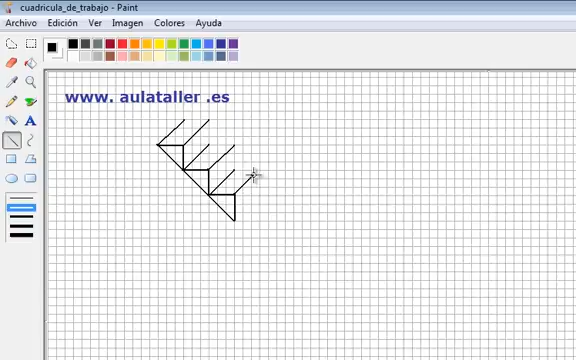 cuadricula_de_trabajo - Paint
Archivo Edición Ver Imagen Colores Ayuda
www. aulataller .es
A